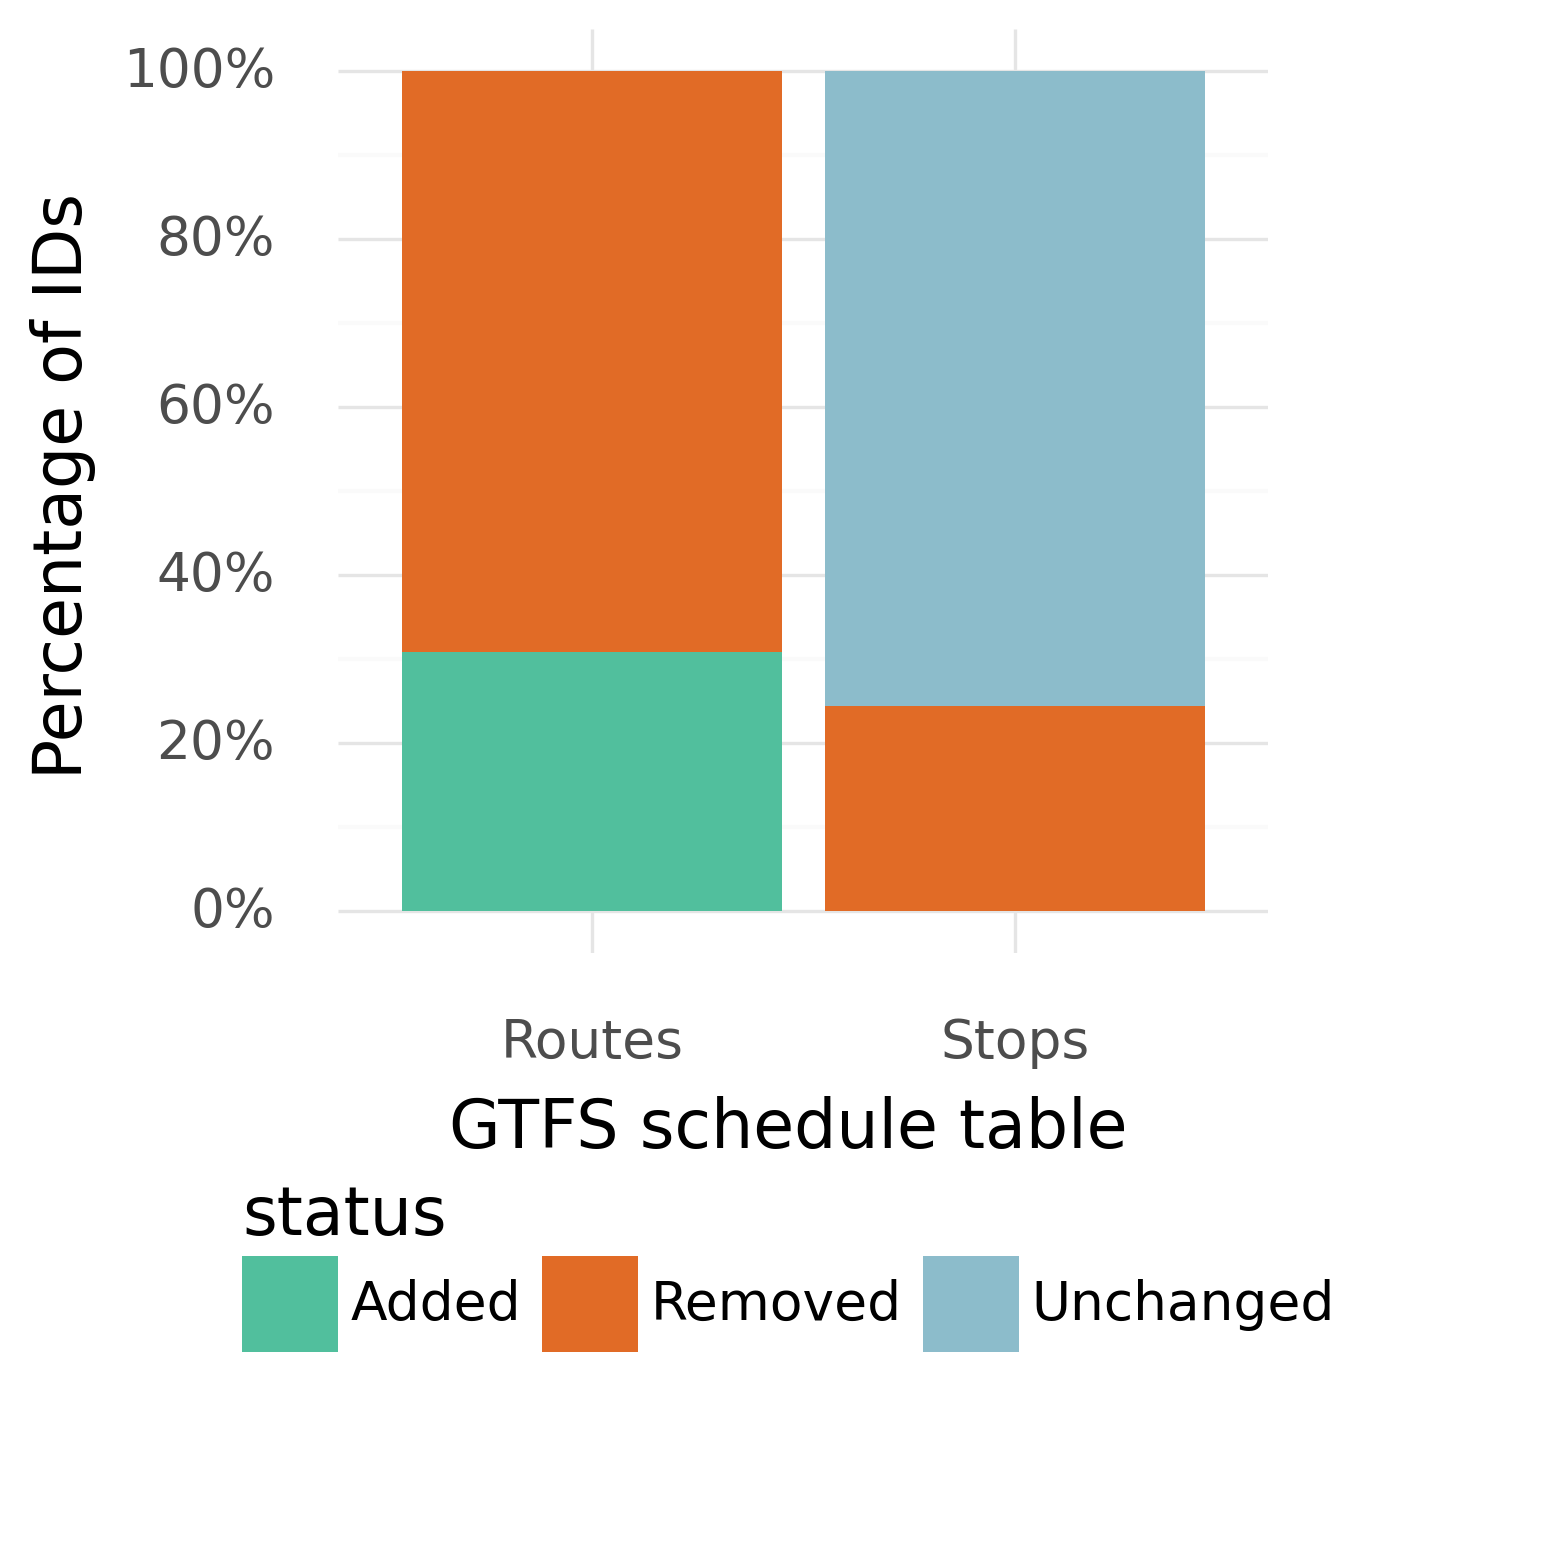 Percentage of IDs
100%
80%
60%
40%
20%
0%
Routes Stops
GTFS schedule table
status
Added Removed Unchanged